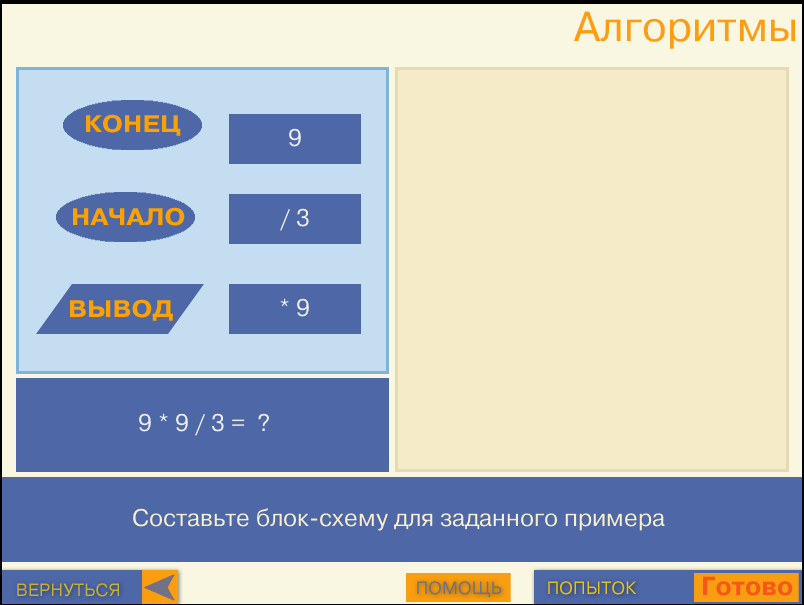 Алгоритмы
КОНЕЦ
9
НАЧАЛО
/ 3
ВЫВОД
* 9
9 * 9 / 3 = ?
Составьте блок-схему для заданного примера
ВЕРНУТЬСЯ
ПОМОЩЬ
ПОПЫТОК
Готово